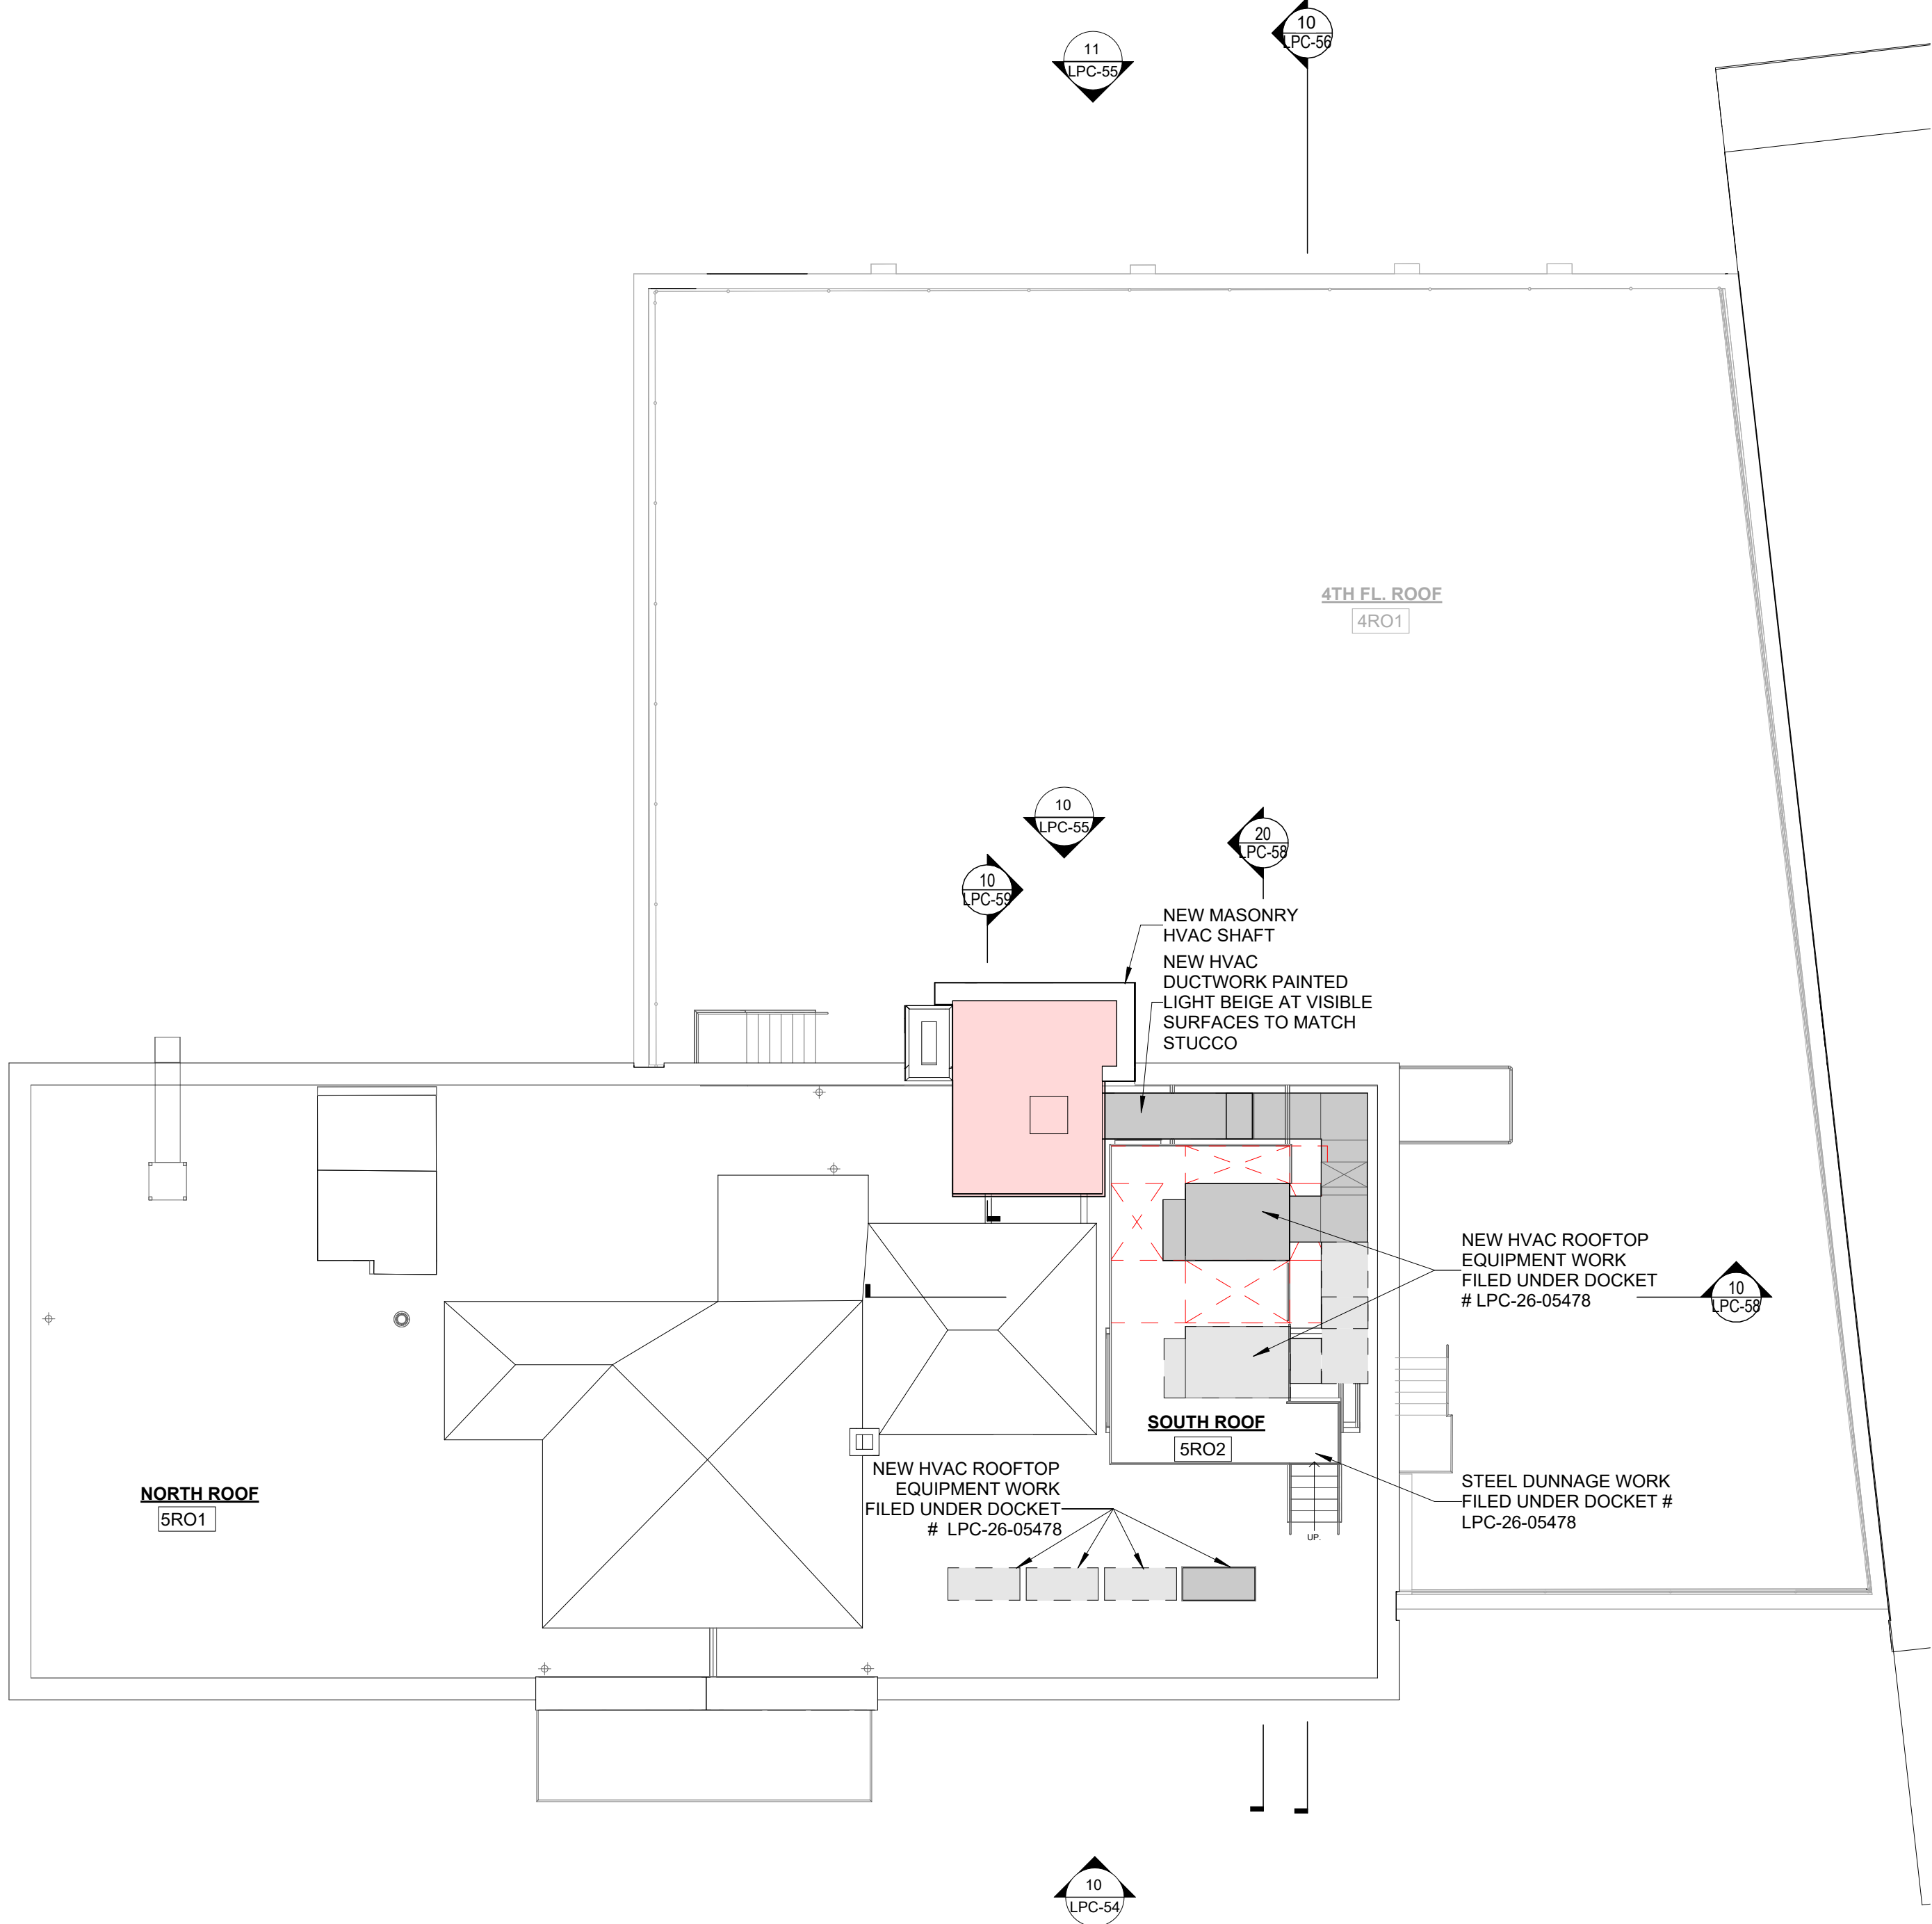 10
LPC-56
11
LPC-55
4TH FL. ROOF
4RO1
10
LPC-55
20
LPC-58
10
LPC-59
NEW MASONRY
HVAC SHAFT
NEW HVAC
DUCTWORK PAINTED
LIGHT BEIGE AT VISIBLE
SURFACES TO MATCH
STUCCO
NEW HVAC ROOFTOP
EQUIPMENT WORK
FILED UNDER DOCKET
# LPC-26-05478
10
LPC-58
SOUTH ROOF
5RO2
NEW HVAC ROOFTOP
EQUIPMENT WORK
FILED UNDER DOCKET
# LPC-26-05478
STEEL DUNNAGE WORK
FILED UNDER DOCKET #
LPC-26-05478
NORTH ROOF
5RO1
UP.
10
LPC-54